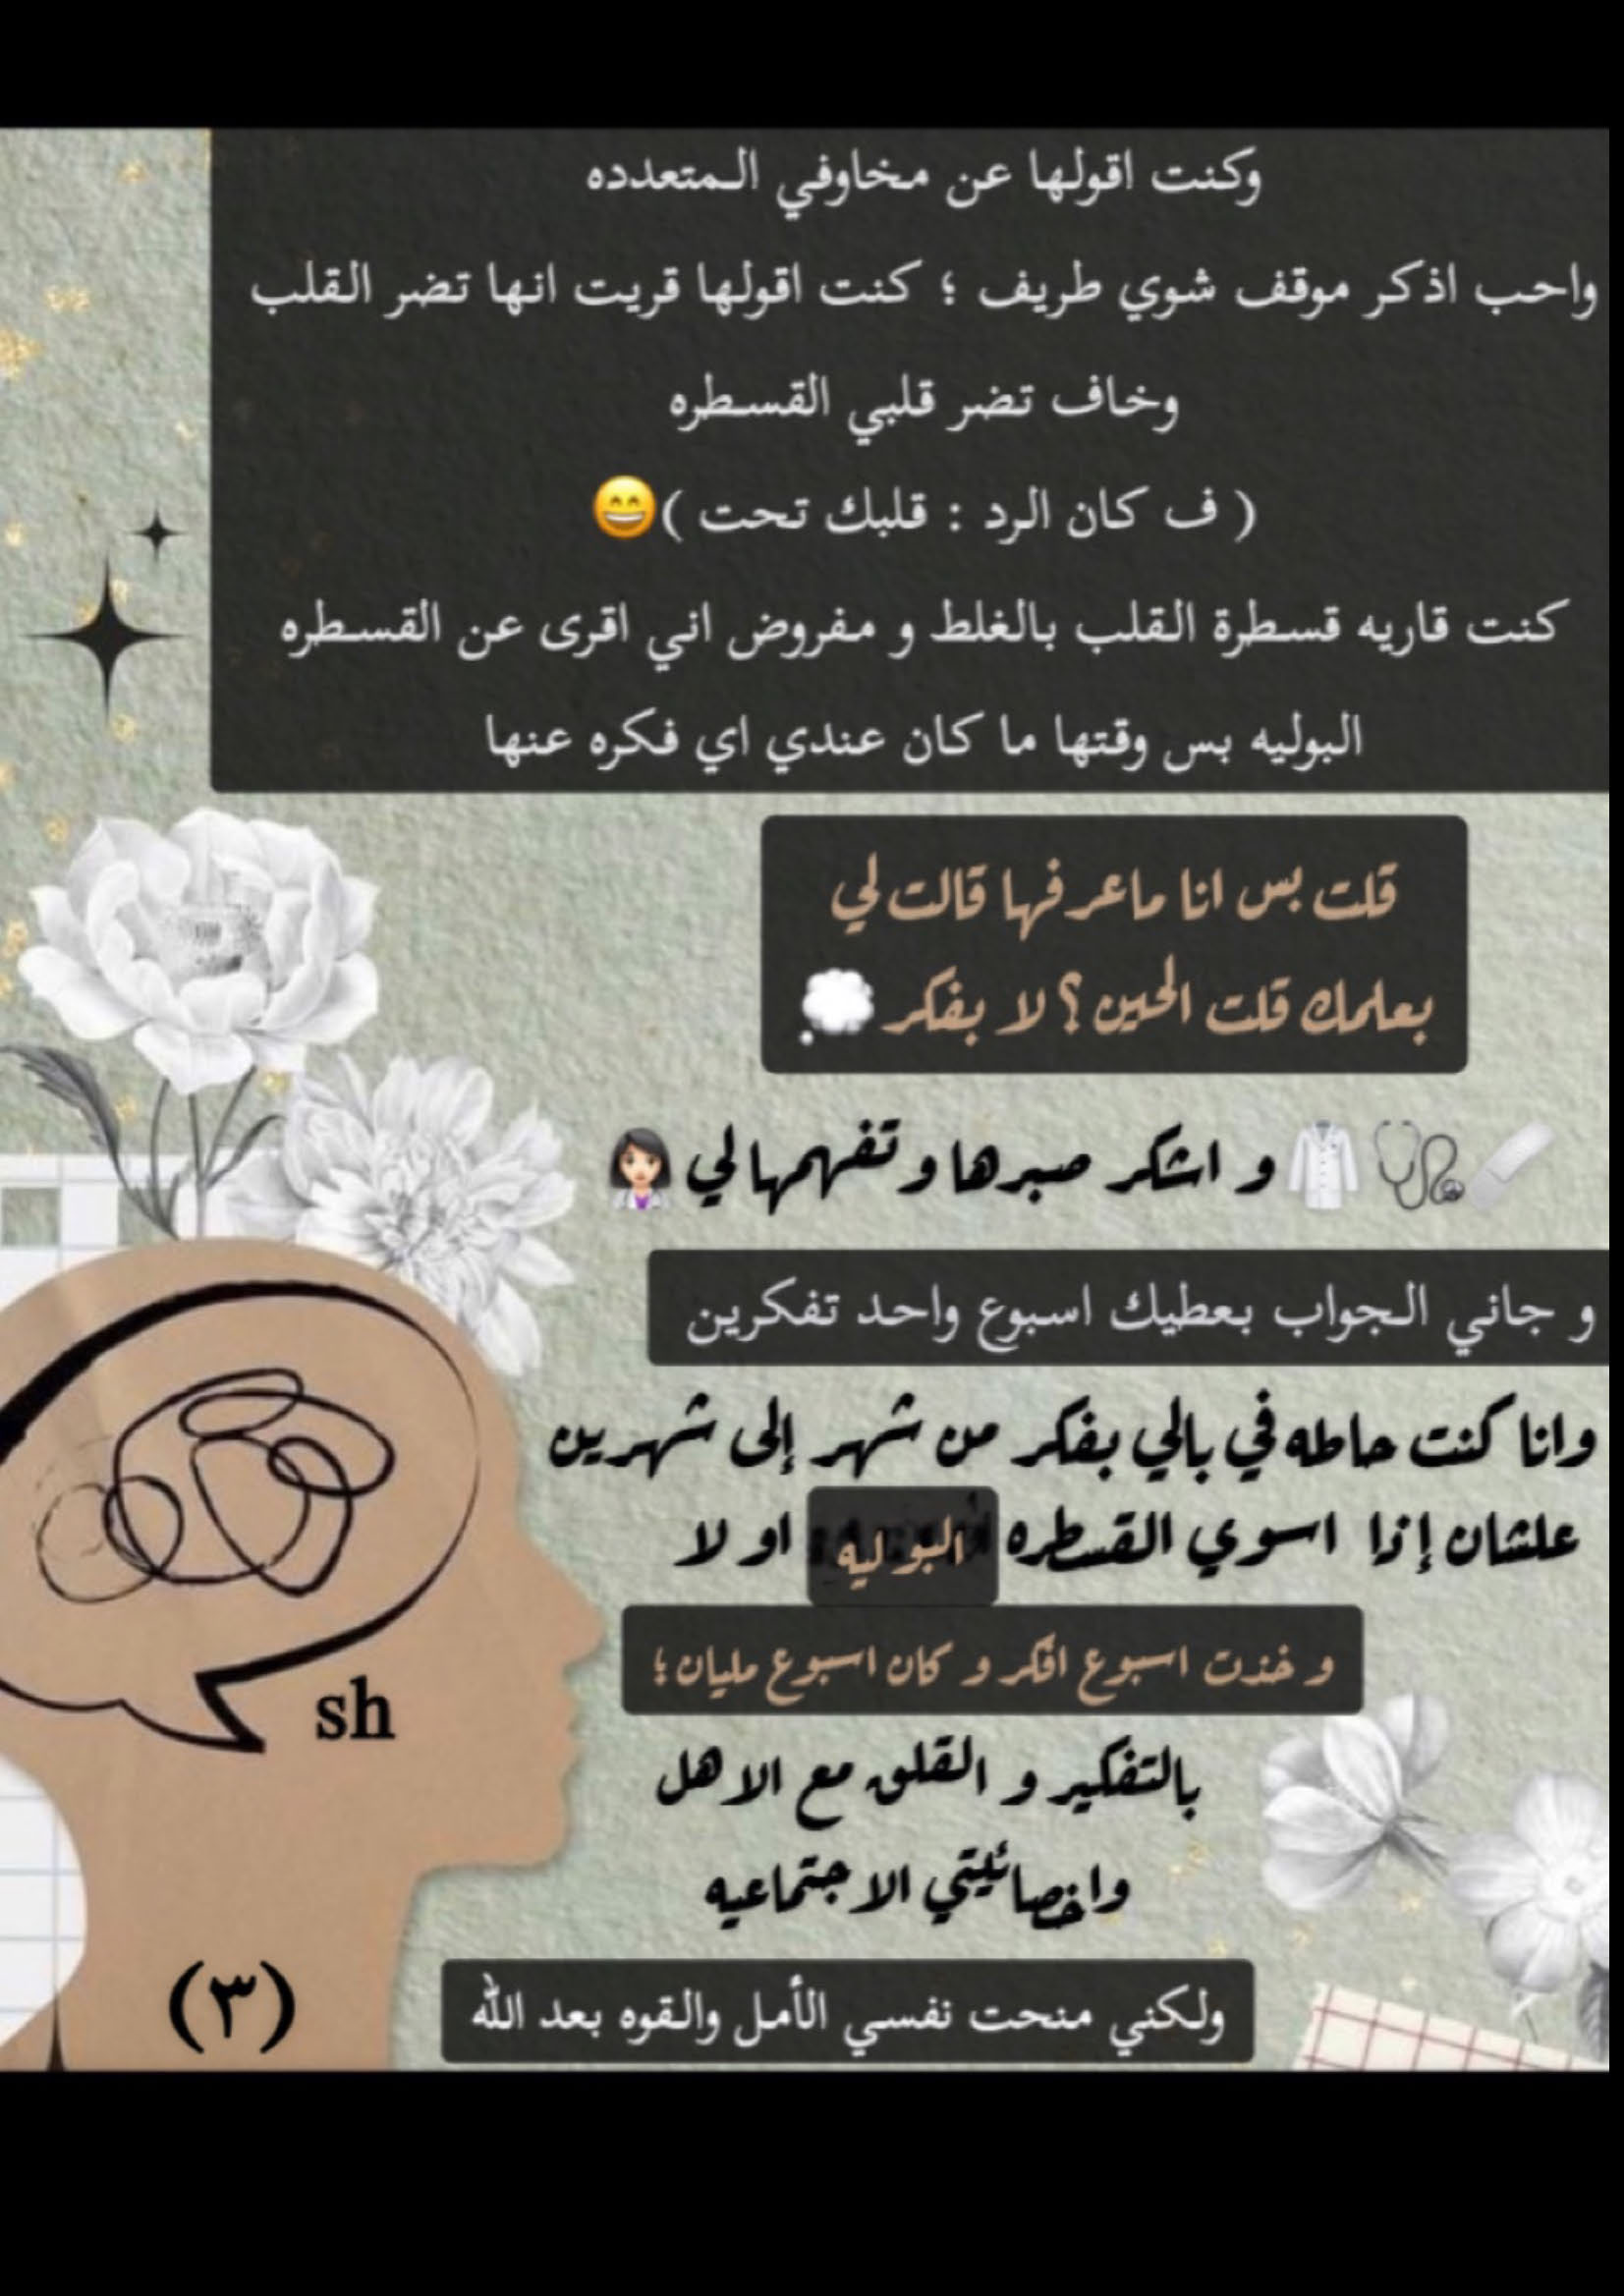 وكنت اقولها عن مخاوفي المتعدده
واحب اذكر موقف شوي طريف ؛ كنت اقولها قريت انها تضر القلب
وخاف تضر قلبي القسطره
( ف كان الرد : قلبك تحت )😄
كنت قاريه قسطرة القلب بالغلط و مفروض اني اقرى عن القسطره
البوليه بس وقتها ما كان عندي اي فكره عنها
قلت بس انا ماعرفها قالت لي
بعلمك قلت الحين ؟ لا بفكر💭
🩹🩺🥼 و اشكر صبرها و تفهمها لي 👩🏻‍⚕️
و جاني الجواب بعطيك اسبوع واحد تفكرين
وانا كنت حاطه في بالي بفكر من شهر إلى شهرين
علشان إذا اسوي القسطره البوليه او لا
و خذت اسبوع افكر و كان اسبوع مليان ؛
sh
بالتفكير و القلق مع الاهل
واخصائيتي الاجتماعيه
ولكني منحت نفسي الأمل والقوه بعد الله
(٣)